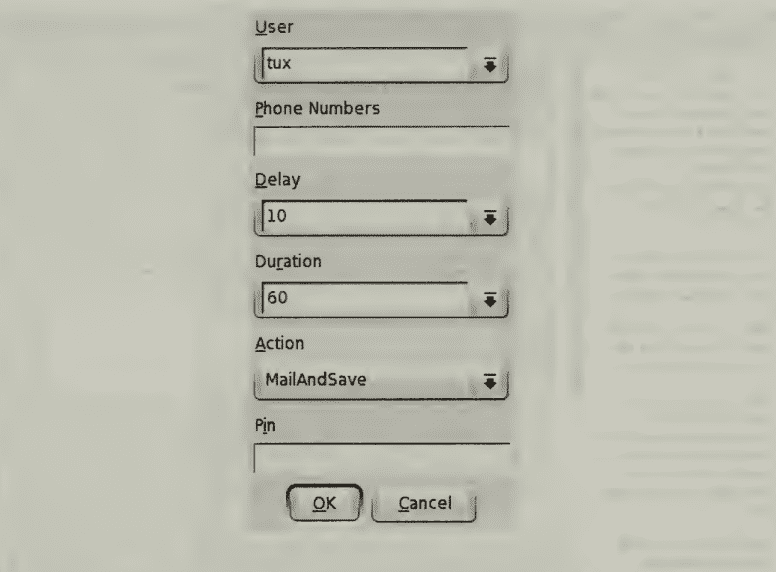 User
tux
Phone Numbers
Delay
10
Duration
60
Action
MailAndSave
Pin
OK Cancel